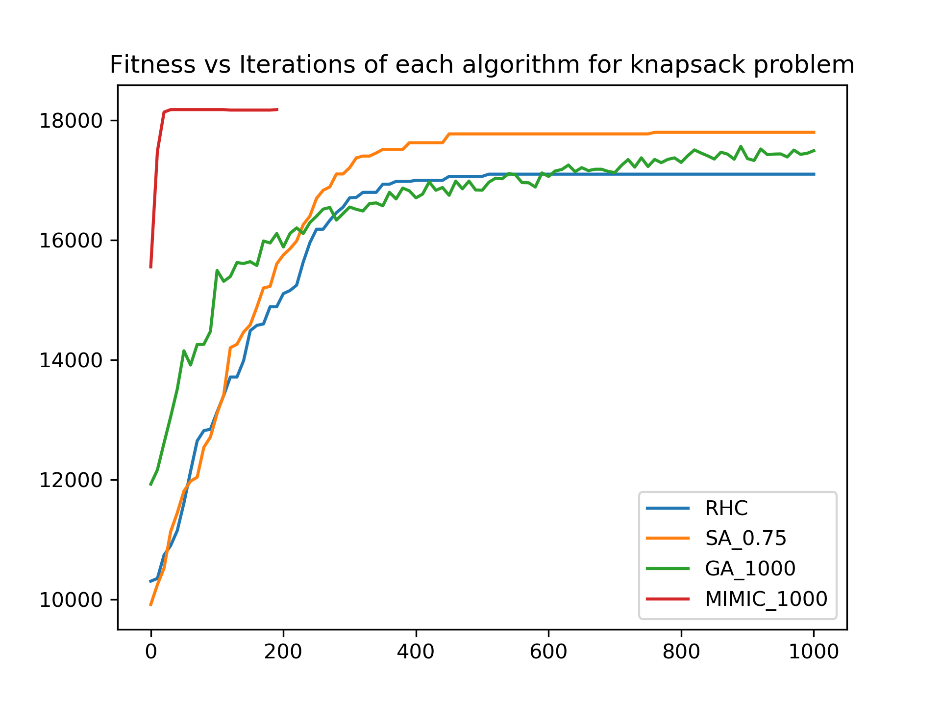 Fitness vs Iterations of each algorithm for knapsack problem
18000
16000
14000
12000
10000
0 200 400 600 800 1000
RHC
SA_0.75
GA_1000
MIMIC_1000